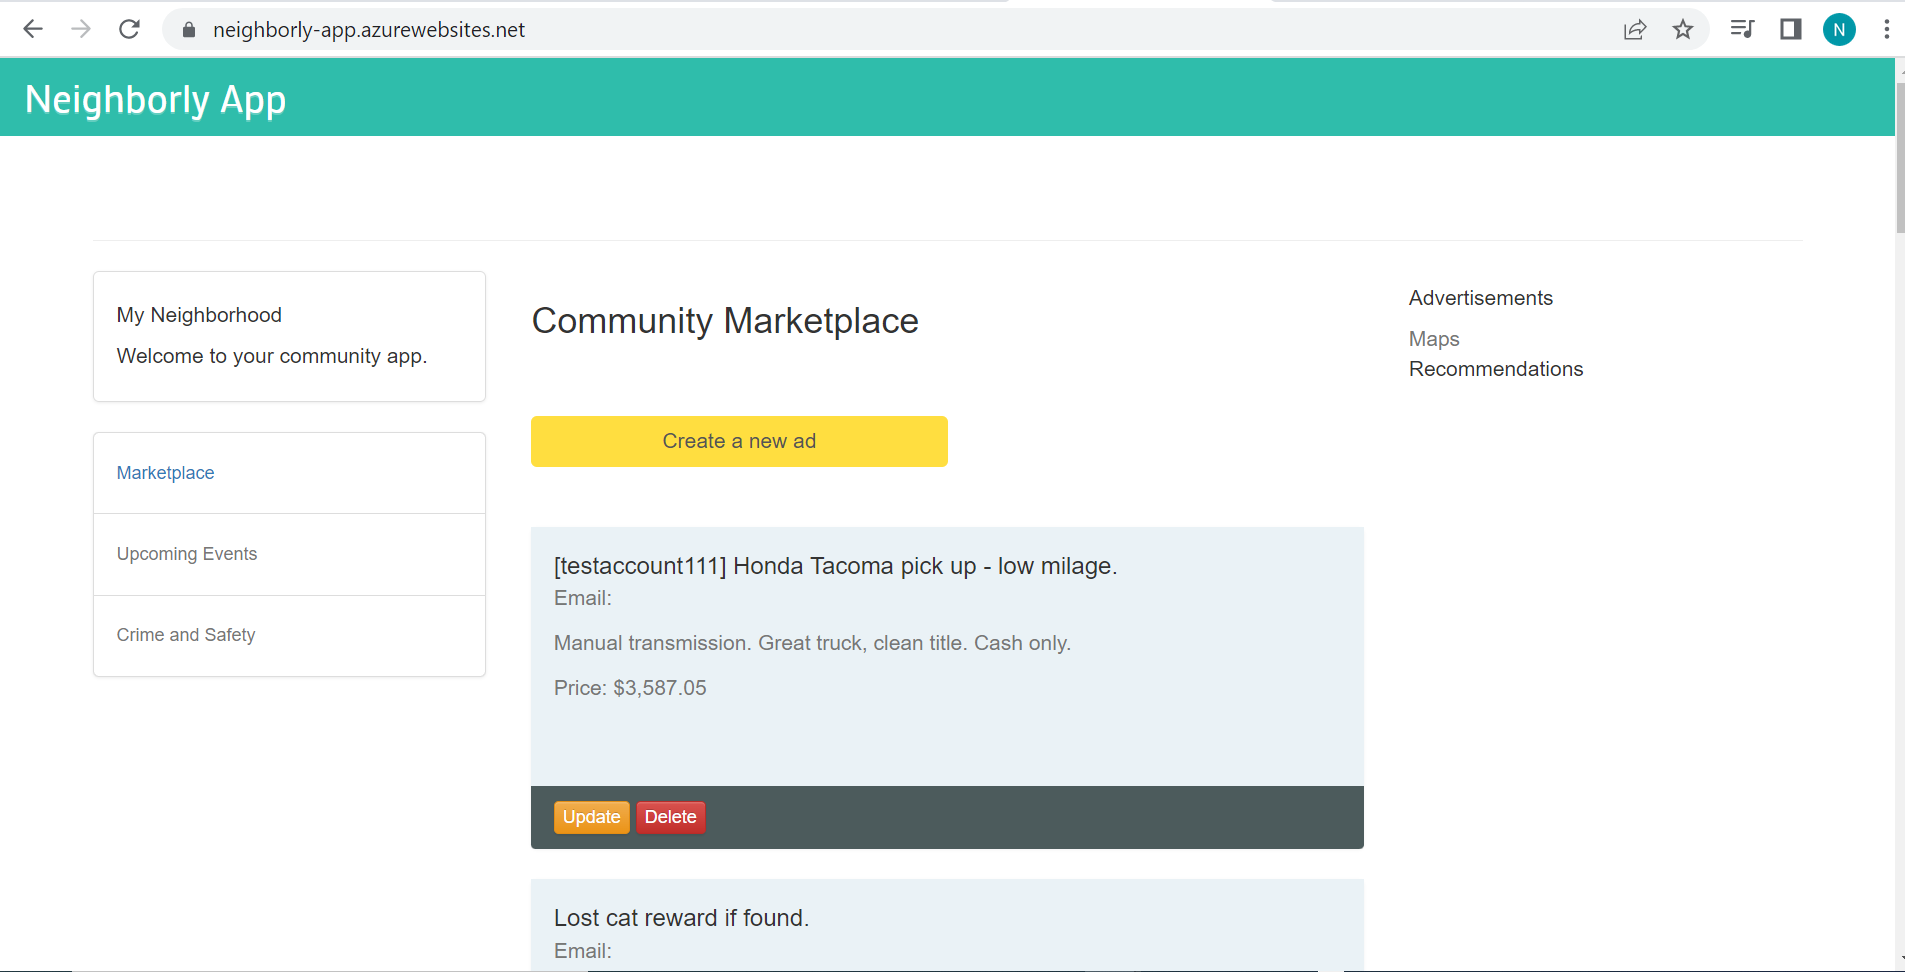 neighborly-app.azurewebsites.net
N
Neighborly App
My Neighborhood
Welcome to your community app.
Marketplace
Upcoming Events
Crime and Safety
Community Marketplace
Create a new ad
[testaccount111] Honda Tacoma pick up - low milage.
Email:
Manual transmission. Great truck, clean title. Cash only.
Price: $3,587.05
Update Delete
Lost cat reward if found.
Email:
Advertisements
Maps
Recommendations